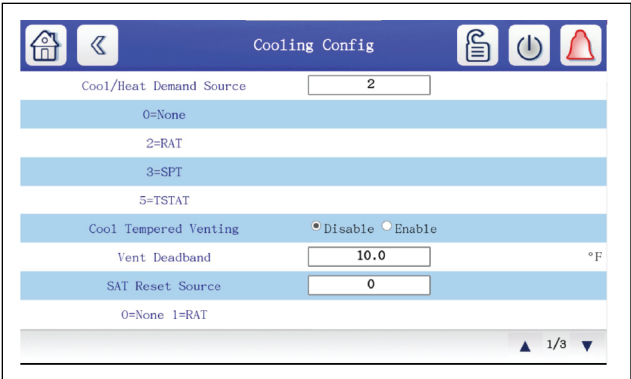 Cooling Config
Cool/Heat Demand Source 2
0=None
2=RAT
3=SPT
5=TSTAT
Cool Tempered Venting Disable Enable
Vent Deadband 10.0 °F
SAT Reset Source 0
0=None 1=RAT
1/3